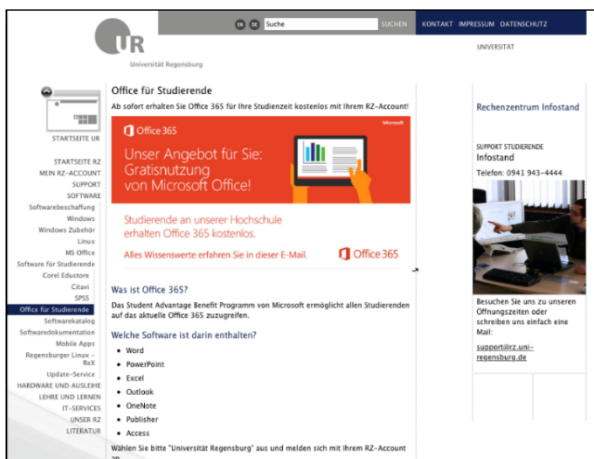 EN DE Suche SUCHEN KONTAKT IMPRESSUM DATENSCHUTZ
UR
Universität Regensburg
UNIVERSITÄT
STARTSEITE UR
STARTSEITE RZ
MEIN RZ-ACCOUNT
SUPPORT
SOFTWARE
Softwarebeschaffung
Windows
Windows Zubehör
Linux
MS Office
Software für Studierende
Corel Edustore
Citavi
SPSS
Office für Studierende
Softwarekatalog
Softwaredokumentation
Mobile Apps
Regensburger Linux -
ReX
Update-Service
HARDWARE UND AUSLEIHE
LEHRE UND LERNEN
IT-SERVICES
UNSER RZ
LITERATUR
Office für Studierende
Ab sofort erhalten Sie Office 365 für Ihre Studienzeit kostenlos mit Ihrem RZ-Account!
Office 365
Microsoft
Unser Angebot für Sie:
Gratisnutzung
von Microsoft Office!
Studierende an unserer Hochschule
erhalten Office 365 kostenlos.
Alles Wissenswerte erfahren Sie in dieser E-Mail.
Office 365
Was ist Office 365?
Das Student Advantage Benefit Programm von Microsoft ermöglicht allen Studierenden
auf das aktuelle Office 365 zuzugreifen.
Welche Software ist darin enthalten?
• Word
• PowerPoint
• Excel
• Outlook
• OneNote
• Publisher
• Access
Wählen Sie bitte "Universität Regensburg" aus und melden sich mit Ihrem RZ-Account
an
Rechenzentrum Infostand
SUPPORT STUDIERENDE
Infostand
Telefon: 0941 943-4444
Besuchen Sie uns zu unseren
Öffnungszeiten oder
schreiben uns einfach eine
Mail:
support@rz.uni-
regensburg.de